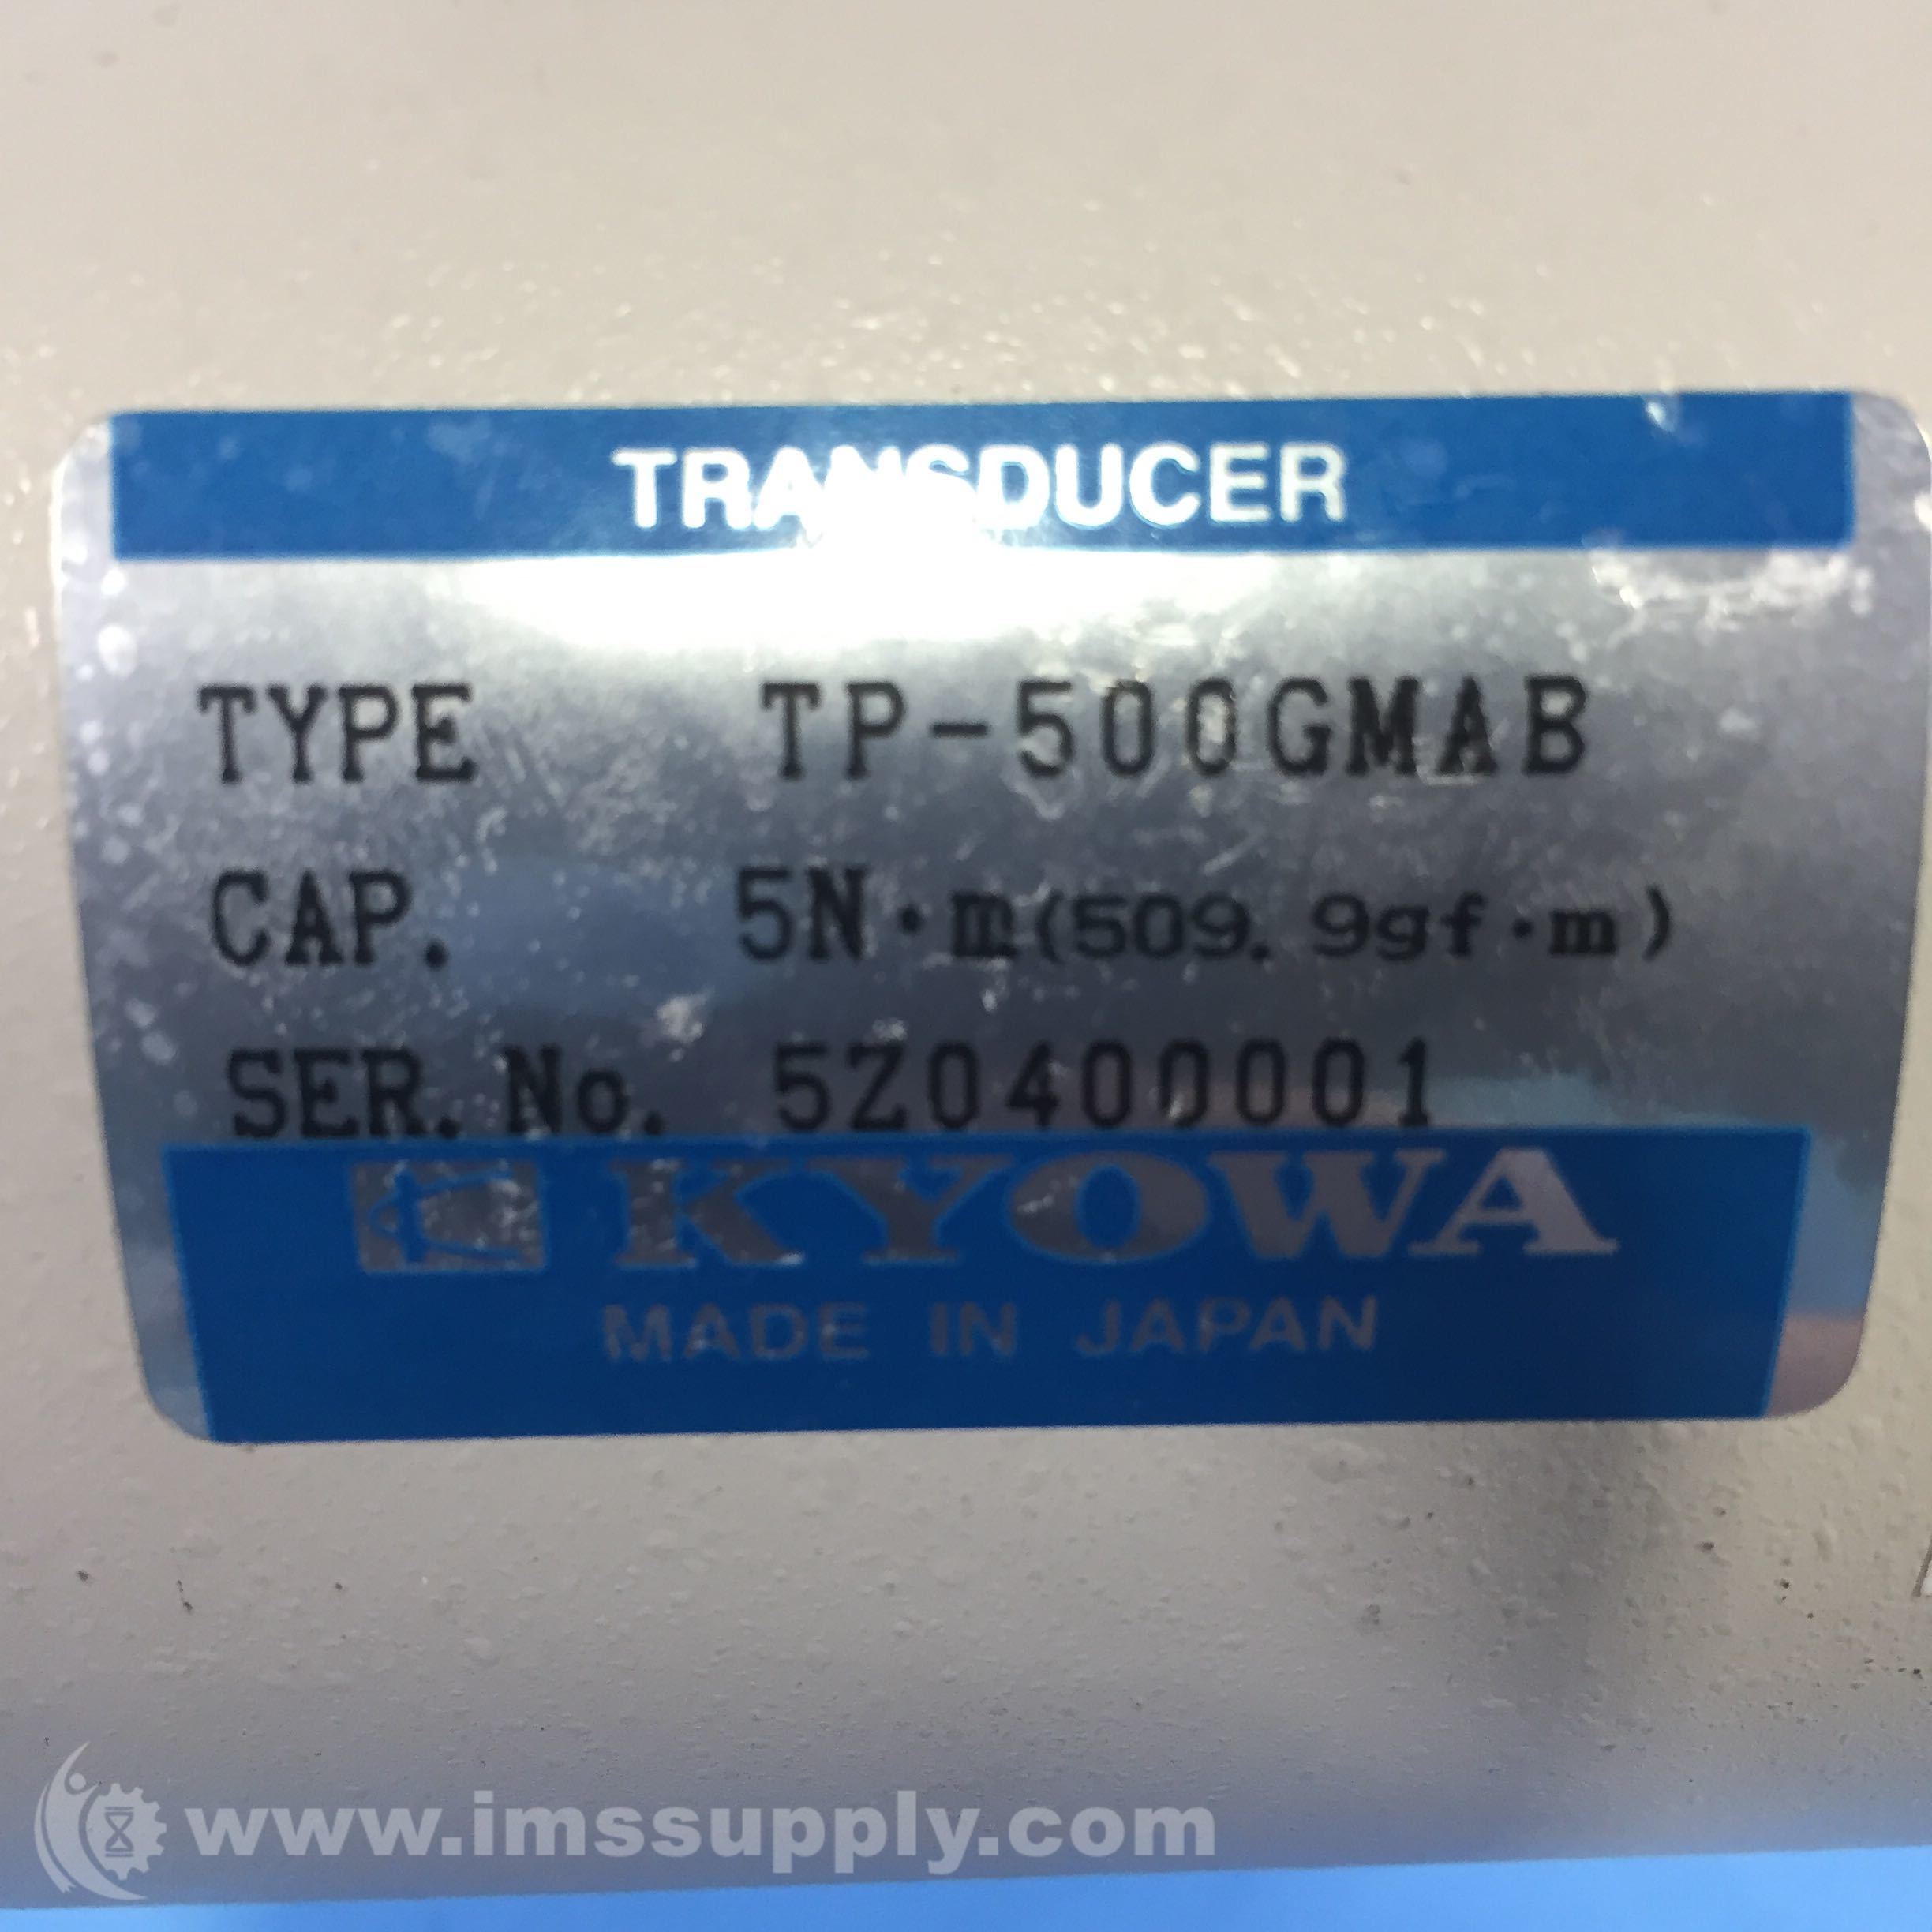 TRANSDUCER
TYPE TP-500GMAB
CAP. 5N・m(509.9gf・m)
SER. No. 5Z0400001
KYOWA
MADE IN JAPAN
www.imssupply.com